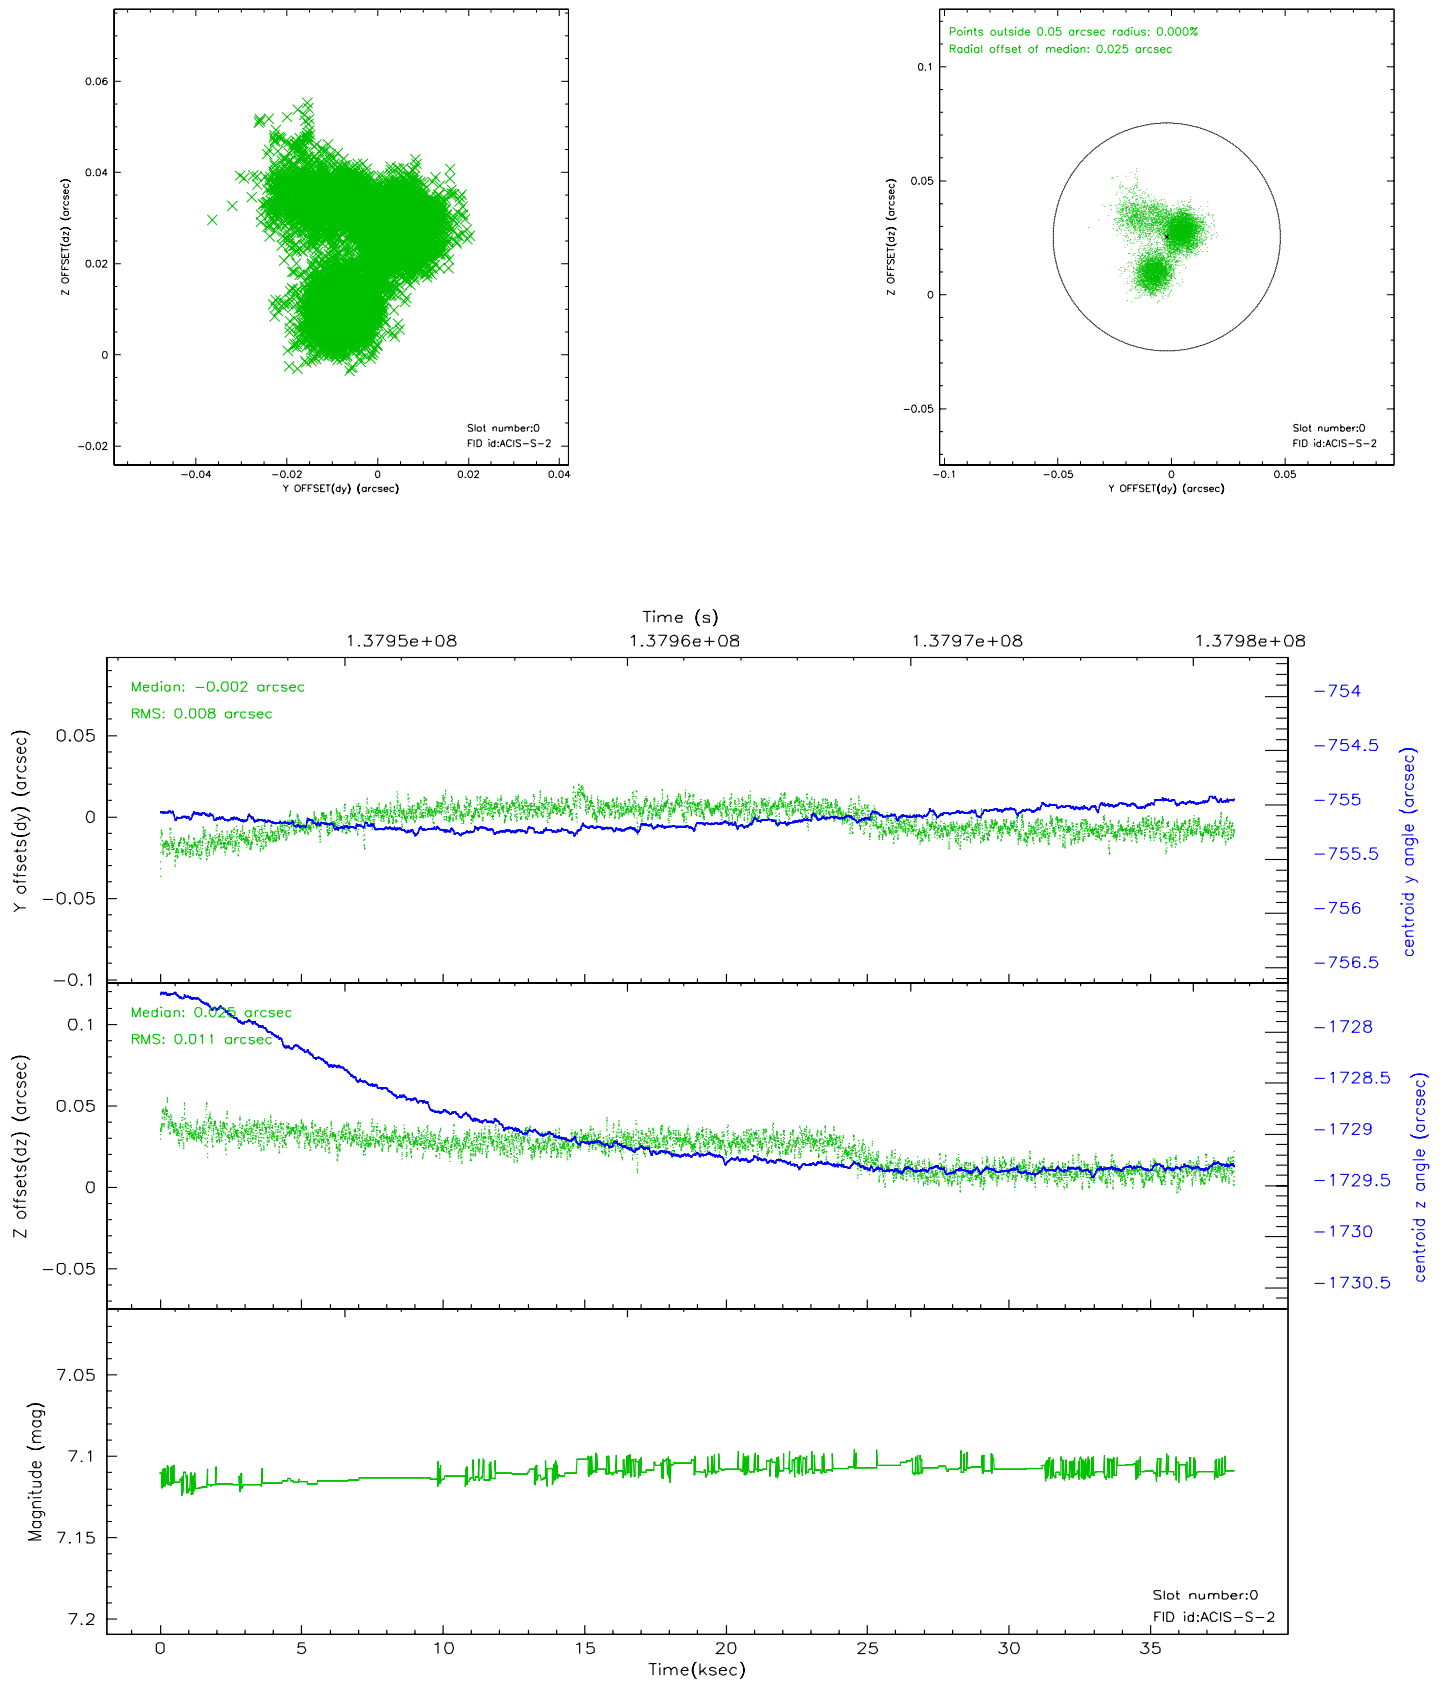 0.06
0.04
0.02
0
-0.02
Z OFFSET(dz) (arcsec)
Slot number:0
FID id:ACIS-S-2
-0.04 -0.02 0 0.02 0.04
Y OFFSET(dy) (arcsec)
Points outside 0.05 arcsec radius: 0.000%
Radial offset of median: 0.025 arcsec
0.1
0.05
0
-0.05
Z OFFSET(dz) (arcsec)
Slot number:0
FID id:ACIS-S-2
-0.1 -0.05 0 0.05
Y OFFSET(dy) (arcsec)
Time (s)
1.3795e+08 1.3796e+08 1.3797e+08 1.3798e+08
Median: -0.002 arcsec
RMS: 0.008 arcsec
0.05
0
-0.05
-0.1
Y offsets(dy) (arcsec)
-754
-754.5
-755
-755.5
-756
-756.5
centroid y angle (arcsec)
Median: 0.025 arcsec
RMS: 0.011 arcsec
0.1
0.05
0
-0.05
Z offsets(dz) (arcsec)
-1728
-1728.5
-1729
-1729.5
-1730
-1730.5
centroid z angle (arcsec)
7.05
7.1
7.15
7.2
Magnitude (mag)
Slot number:0
FID id:ACIS-S-2
0 5 10 15 20 25 30 35
Time(ksec)